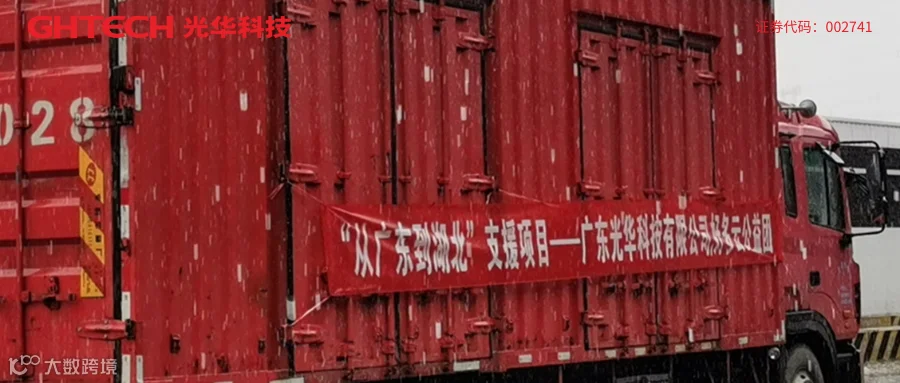 GHTECH 光华科技
证券代码：002741
028
“从广东到湖北”支援项目——广东光华科技有限公司 多云公益团
大数跨境